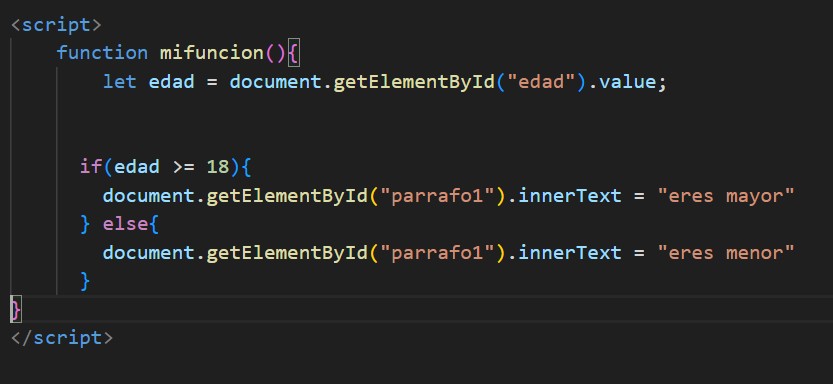 <script>
function mifuncion(){
let edad = document.getElementById("edad").value;
if(edad >= 18){
document.getElementById("parrafo1").innerText = "eres mayor"
} else{
document.getElementById("parrafo1").innerText = "eres menor"
}
}
</script>